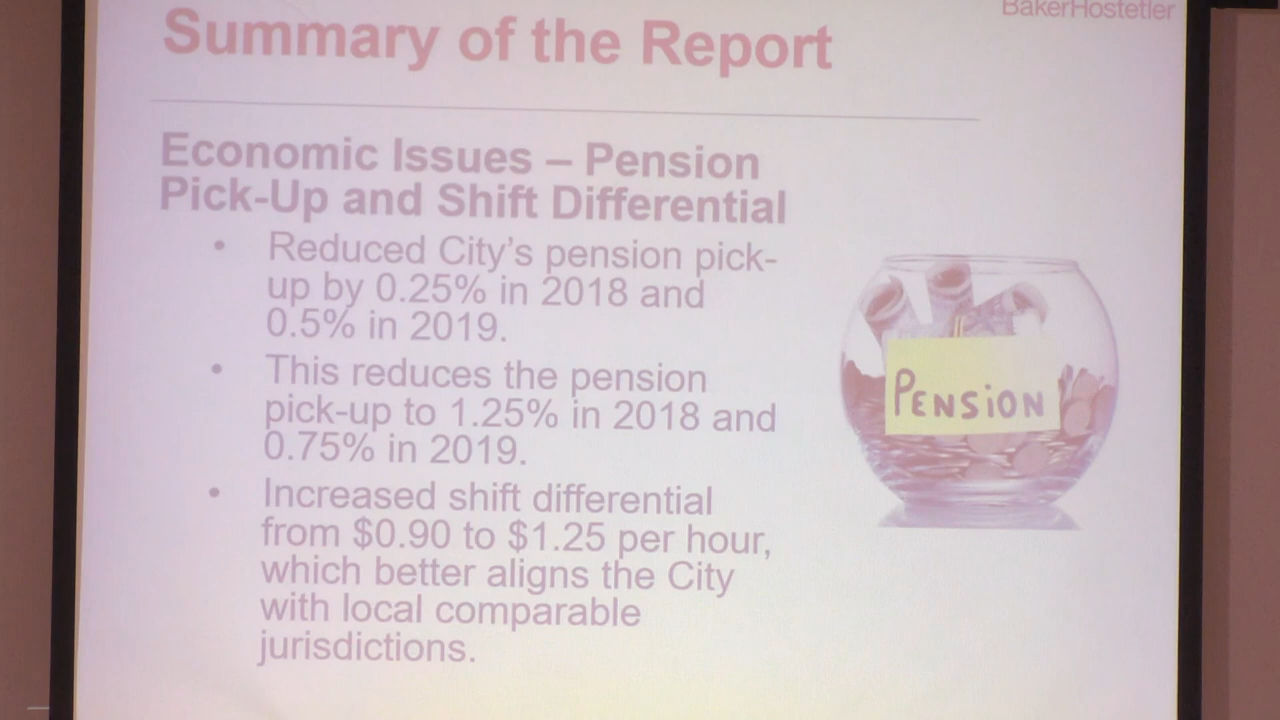 BakerHostetler
Summary of the Report
Economic Issues – Pension
Pick-Up and Shift Differential
• Reduced City's pension pick-
up by 0.25% in 2018 and
0.5% in 2019.
• This reduces the pension
pick-up to 1.25% in 2018 and
0.75% in 2019.
• Increased shift differential
from $0.90 to $1.25 per hour,
which better aligns the City
with local comparable
jurisdictions.
PENSiON